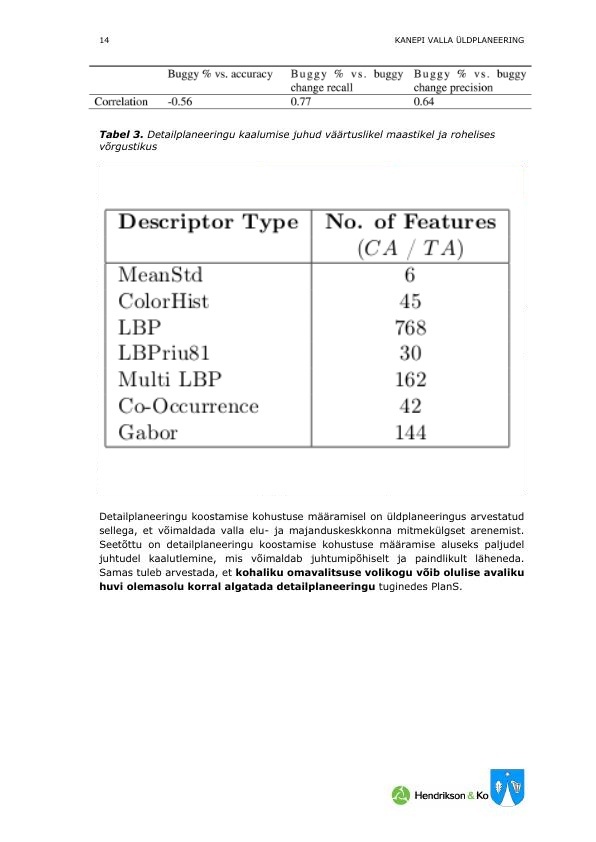 14 KANEPI VALLA ÜLDPLANEERING
Buggy % vs. accuracy Buggy % vs. buggy Buggy % vs. buggy
change recall change precision
Correlation -0.56 0.77 0.64
Tabel 3. Detailplaneeringu kaalumise juhud väärtuslikel maastikel ja rohelises
võrgustikus
Descriptor Type No. of Features
(CA / TA)
MeanStd 6
ColorHist 45
LBP 768
LBPriu81 30
Multi LBP 162
Co-Occurrence 42
Gabor 144
Detailplaneeringu koostamise kohustuse määramisel on üldplaneeringus arvestatud
sellega, et võimaldada valla elu- ja majanduskeskkonna mitmekülgset arenemist.
Seetõttu on detailplaneeringu koostamise kohustuse määramise aluseks paljudel
juhtudel kaalutlemine, mis võimaldab juhtumipõhiselt ja paindlikult läheneda.
Samas tuleb arvestada, et kohaliku omavalitsuse volikogu võib olulise avaliku
huvi olemasolu korral algatada detailplaneeringu tuginedes PlanS.
Hendrikson & Ko